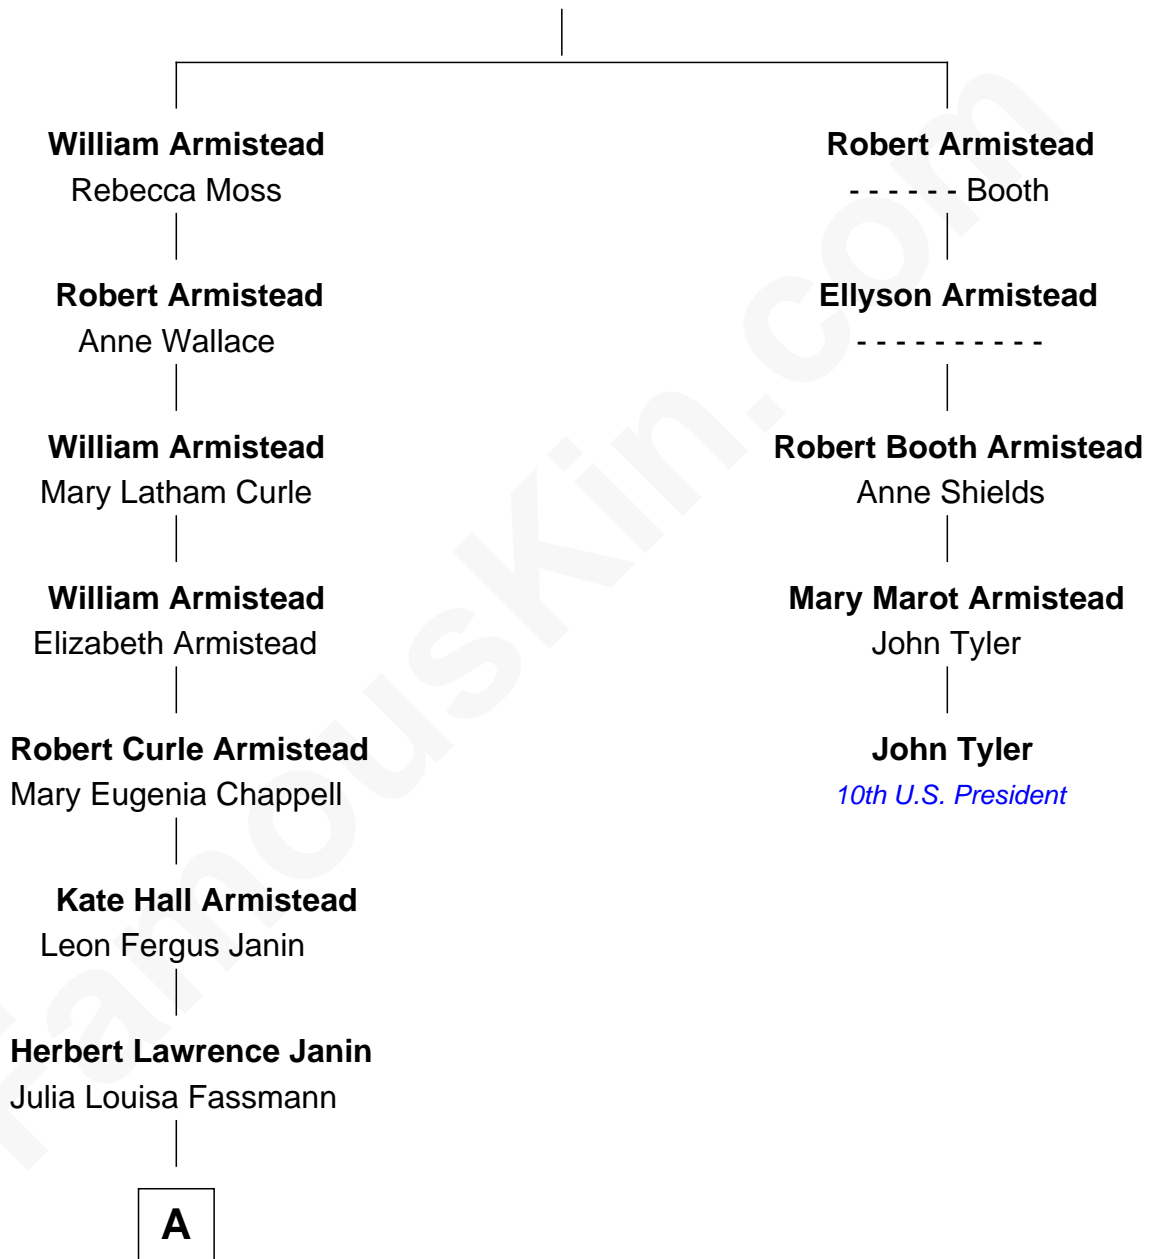 William Armistead
Rebecca Moss
Robert Armistead
- - - - - - Booth
Robert Armistead
Anne Wallace
Ellyson Armistead
- - - - - - - - - -
William Armistead
Mary Latham Curle
Robert Booth Armistead
Anne Shields
William Armistead
Elizabeth Armistead
Mary Marot Armistead
John Tyler
Robert Curle Armistead
Mary Eugenia Chappell
John Tyler
10th U.S. President
Kate Hall Armistead
Leon Fergus Janin
Herbert Lawrence Janin
Julia Louisa Fassmann
A
FamousKin.com